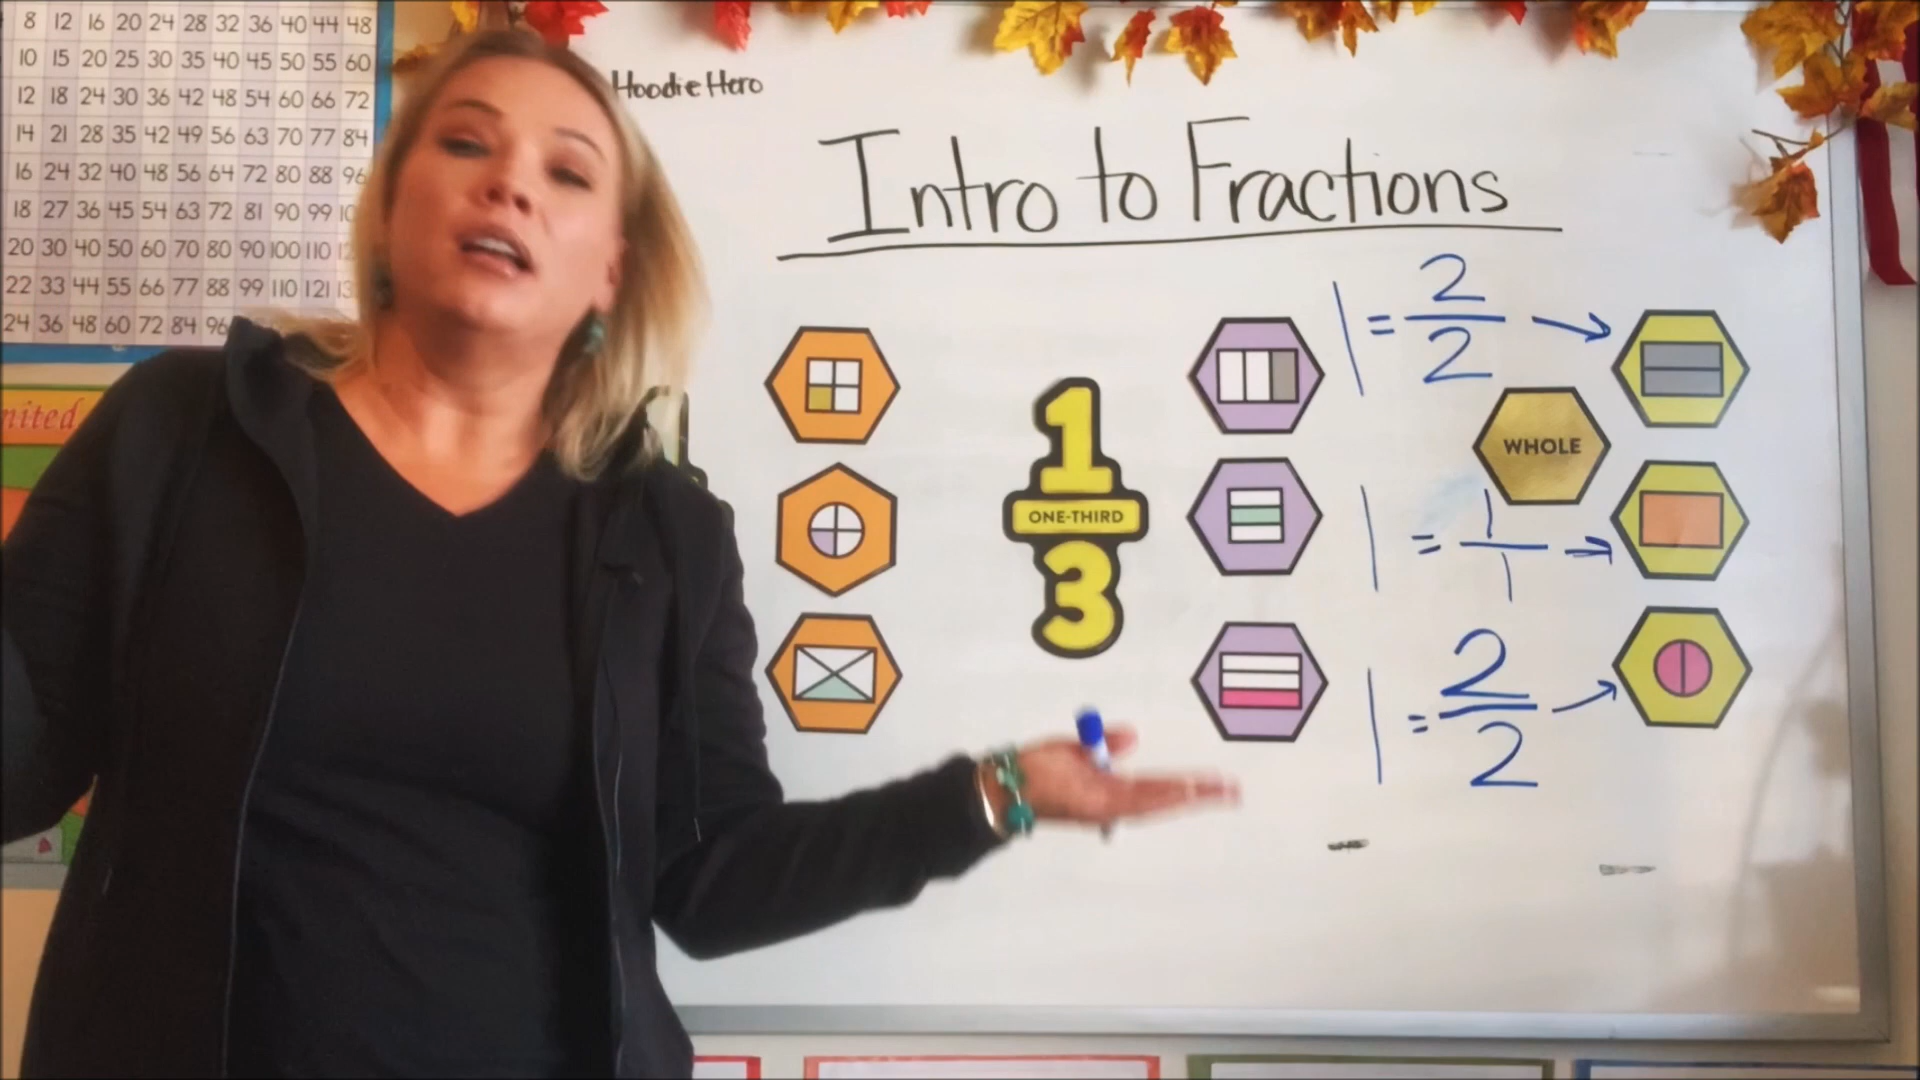 8 12 16 20 24 28 32 36 40 44 48
10 15 20 25 30 35 40 45 50 55 60
12 18 24 30 36 42 48 54 60 66 72
14 21 28 35 42 49 56 63 70 77 84
16 24 32 40 48 56 64 72 80 88 96
18 27 36 45 54 63 72 81 90 99
20 30 40 50 60 70 80 90 100 110
22 33 44 55 66 77 88 99 110 121
24 36 48 60 72 84 96
nited
Hoodie Hero
Intro to Fractions
1
ONE-THIRD
3
1 = 2/2 →
WHOLE
1 = 1/1 →
1 = 2/2 →